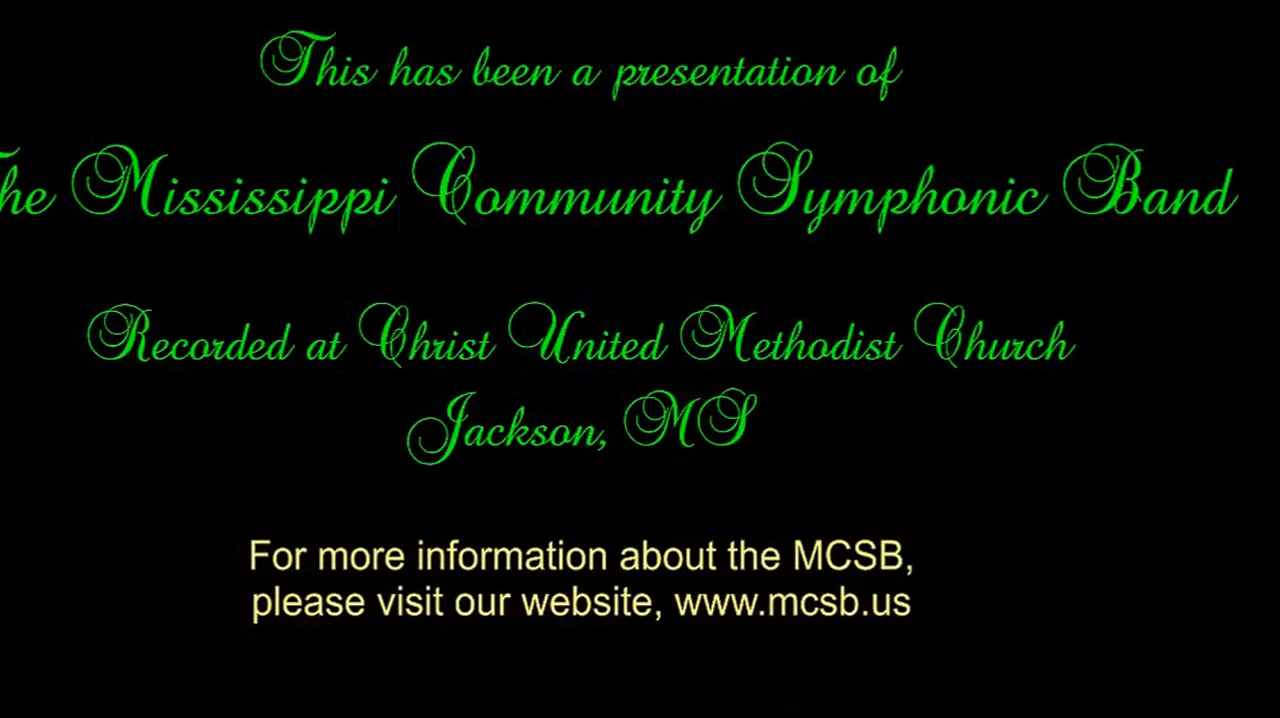 This has been a presentation of
The Mississippi Community Symphonic Band
Recorded at Christ United Methodist Church
Jackson, MS
For more information about the MCSB,
please visit our website, www.mcsb.us